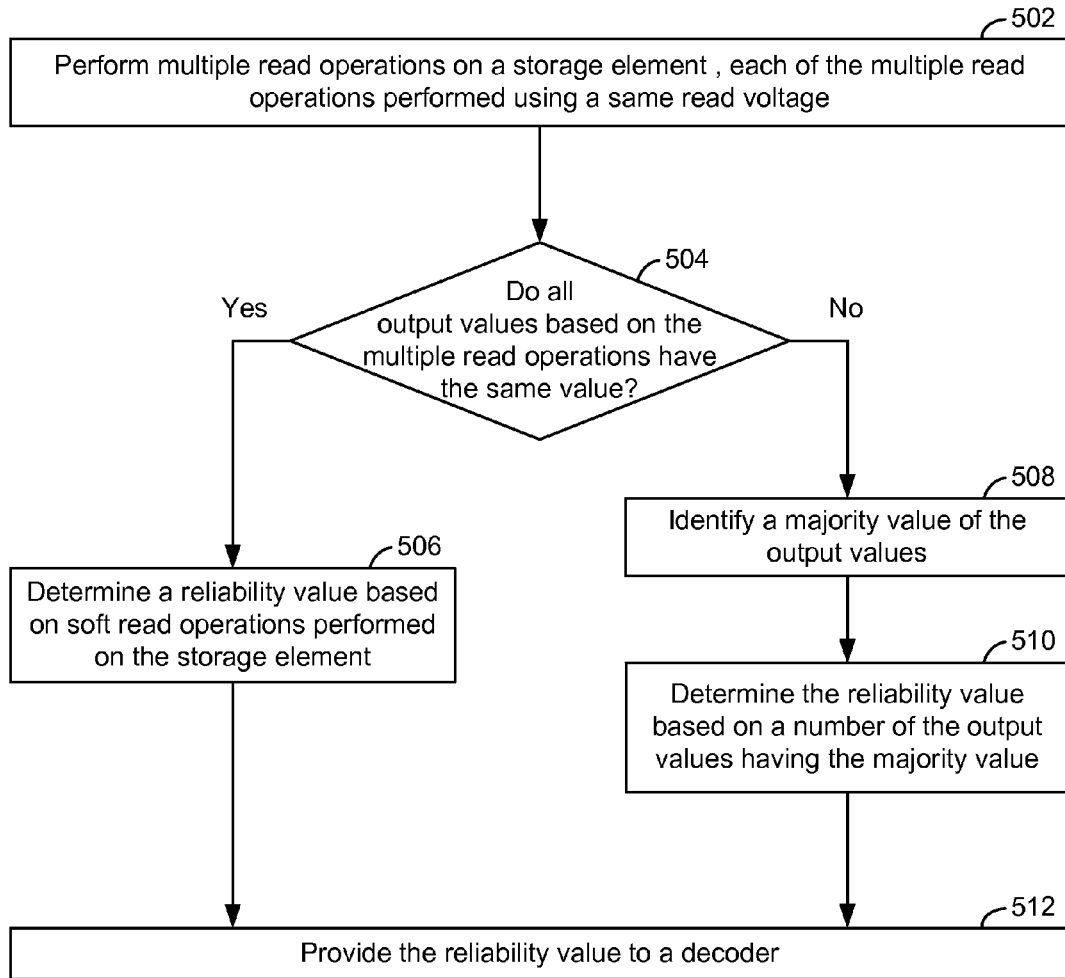 502
Perform multiple read operations on a storage element , each of the multiple read
operations performed using a same read voltage
504
Yes
Do all
No
output values based on the
multiple read operations have
the same value?
508
Identify a majority value of the
output values
506
Determine a reliability value based
on soft read operations performed
on the storage element
510
Determine the reliability value
based on a number of the output
values having the majority value
512
Provide the reliability value to a decoder